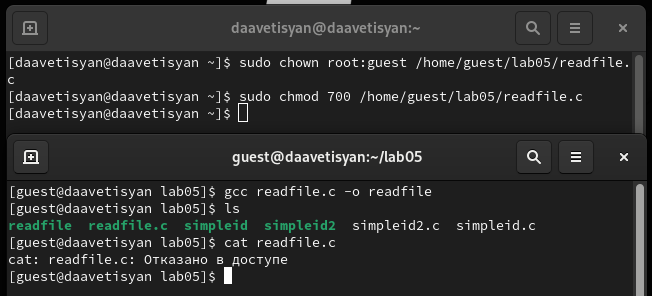 daavetisyan@daavetisyan:~
[daavetisyan@daavetisyan ~]$ sudo chown root:guest /home/guest/lab05/readfile.
c
[daavetisyan@daavetisyan ~]$ sudo chmod 700 /home/guest/lab05/readfile.c
[daavetisyan@daavetisyan ~]$
guest@daavetisyan:~/lab05
[guest@daavetisyan lab05]$ gcc readfile.c -o readfile
[guest@daavetisyan lab05]$ ls
readfile  readfile.c  simpleid  simpleid2  simpleid2.c  simpleid.c
[guest@daavetisyan lab05]$ cat readfile.c
cat: readfile.c: Отказано в доступе
[guest@daavetisyan lab05]$